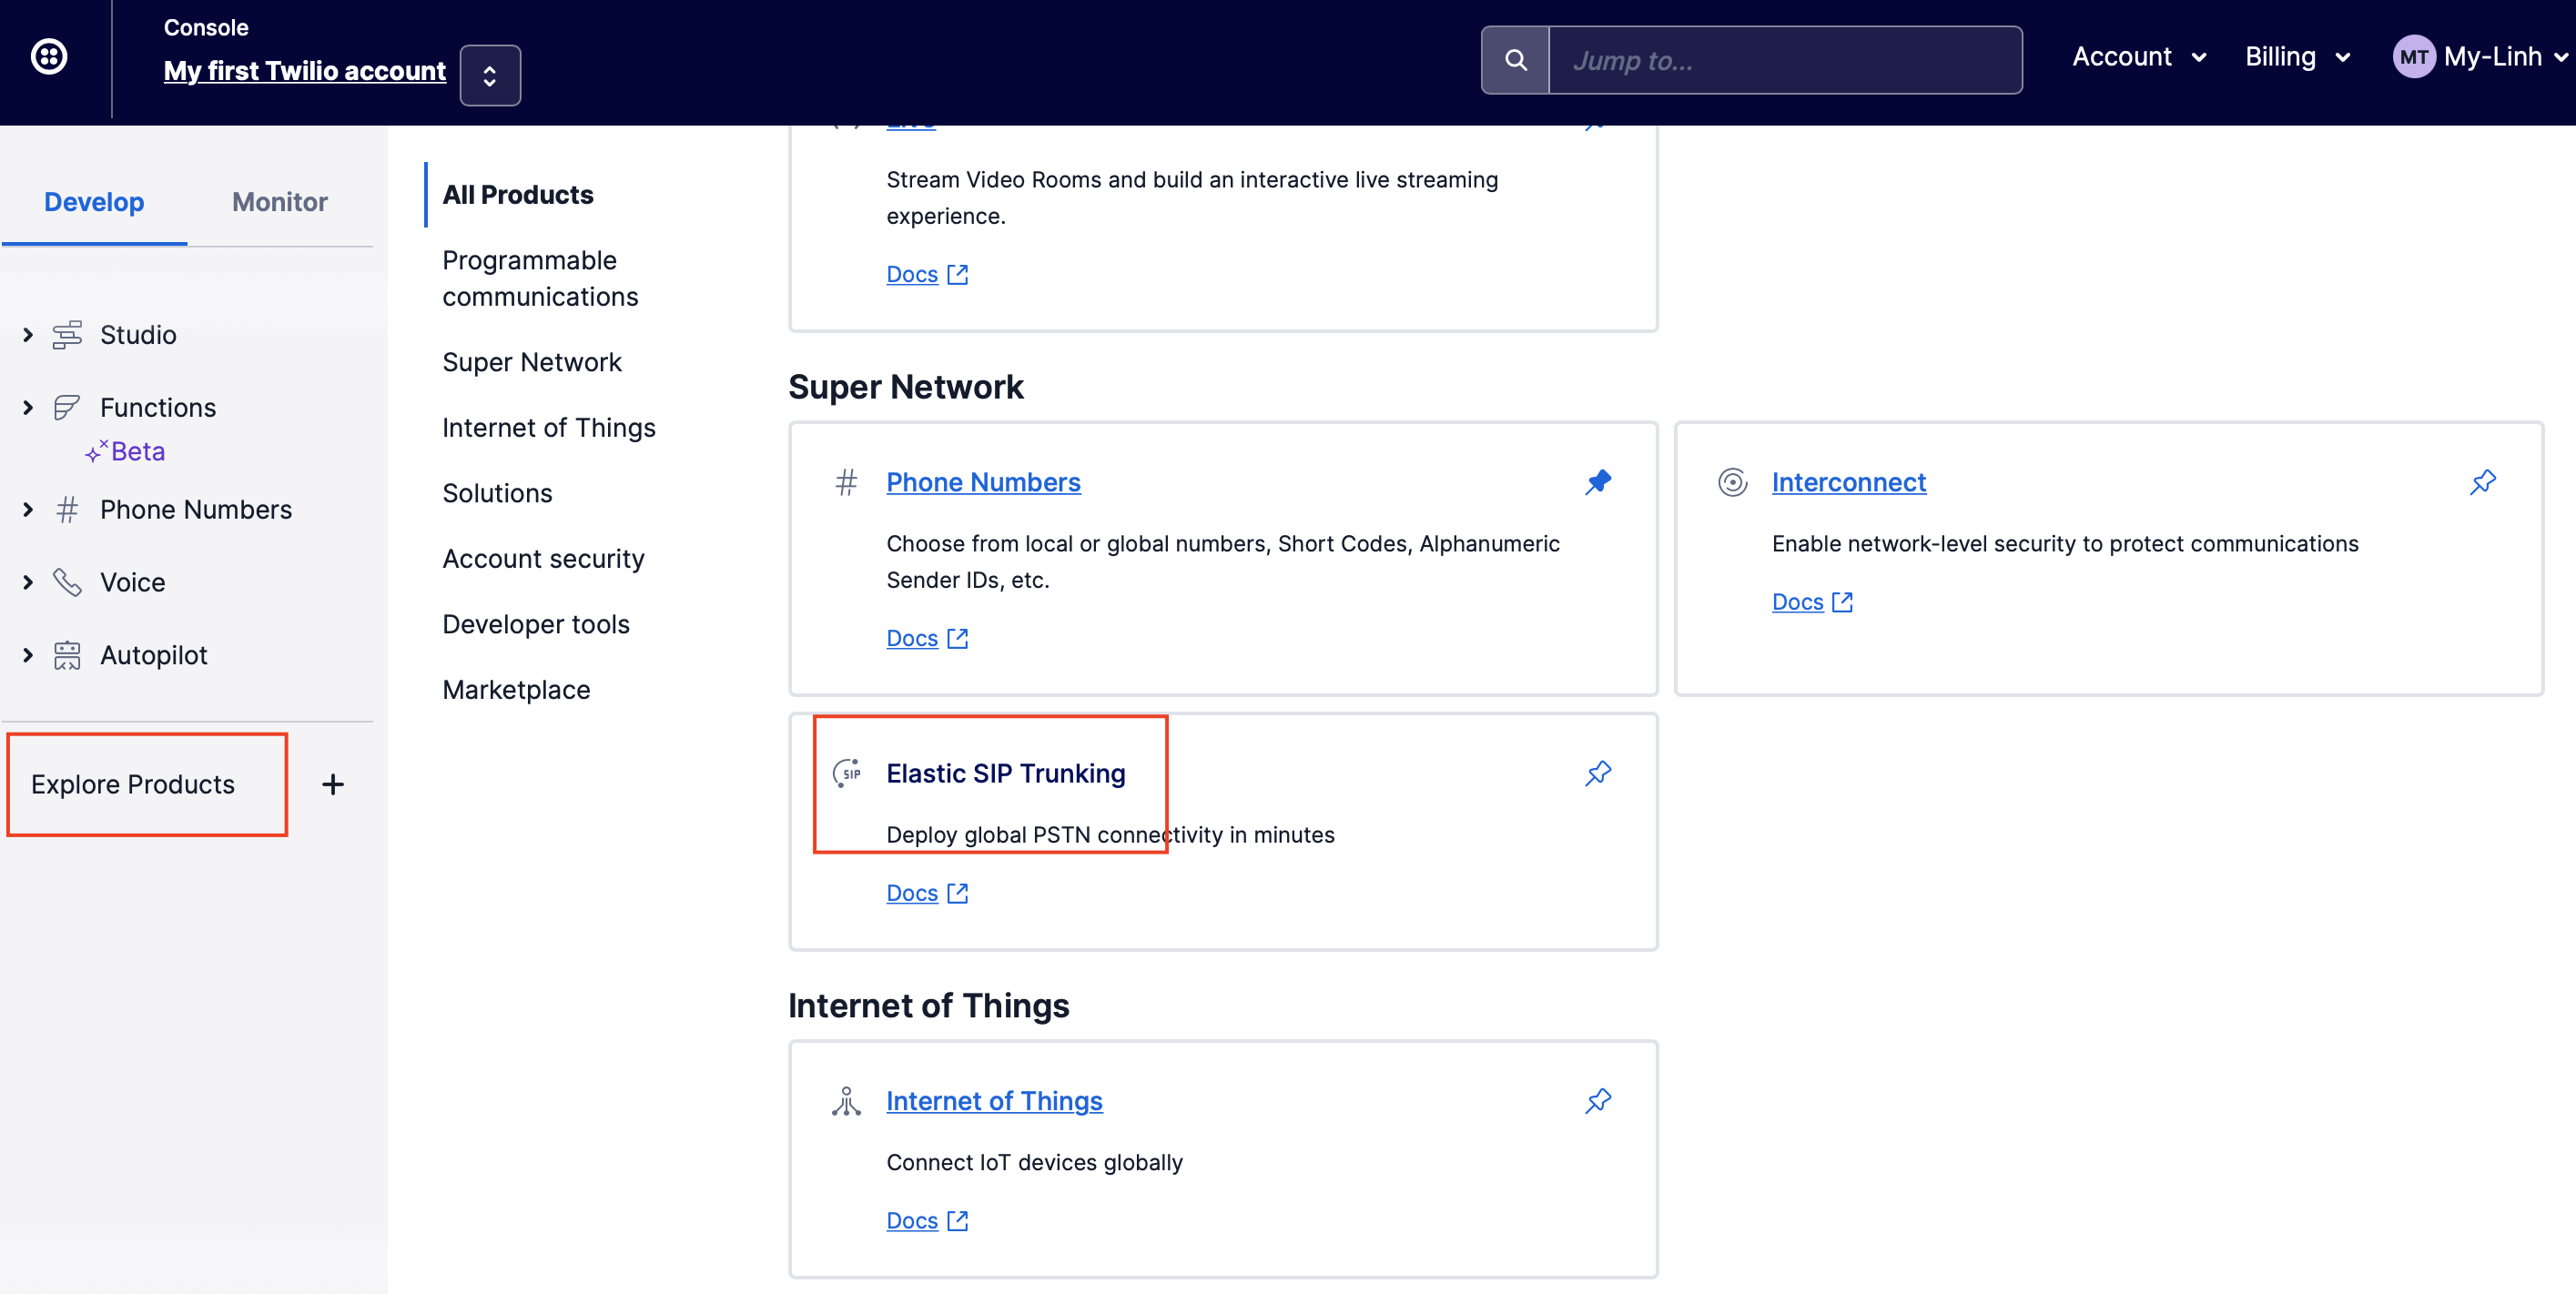 Console
My first Twilio account
Jump to...
Account
Billing
MT
My-Linh
Develop
Monitor
Studio
Functions
Beta
Phone Numbers
Voice
Autopilot
Explore Products
All Products
Programmable
communications
Super Network
Internet of Things
Solutions
Account security
Developer tools
Marketplace
Stream Video Rooms and build an interactive live streaming
experience.
Docs
Super Network
Phone Numbers
Choose from local or global numbers, Short Codes, Alphanumeric
Sender IDs, etc.
Docs
Interconnect
Enable network-level security to protect communications
Docs
SIP
Elastic SIP Trunking
Deploy global PSTN connectivity in minutes
Docs
Internet of Things
Internet of Things
Connect IoT devices globally
Docs